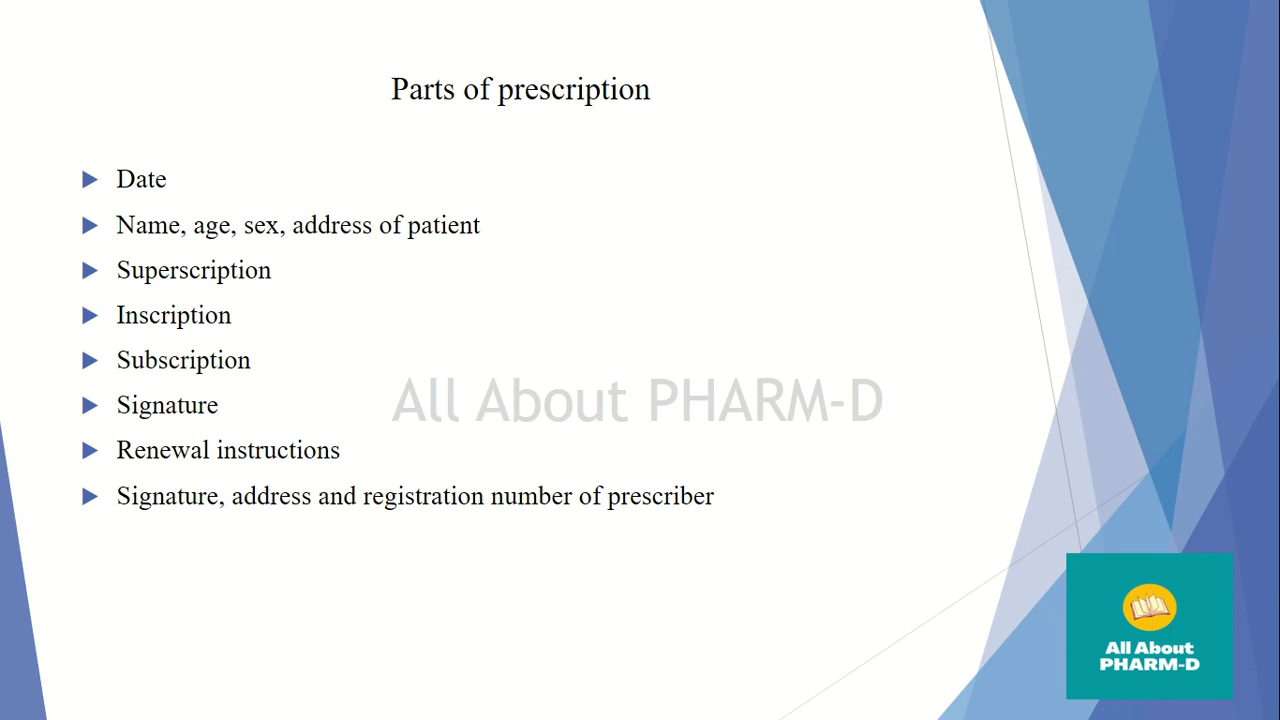 Parts of prescription
Date
Name, age, sex, address of patient
Superscription
Inscription
Subscription
Signature
Renewal instructions
Signature, address and registration number of prescriber
All About PHARM-D
All About
PHARM-D